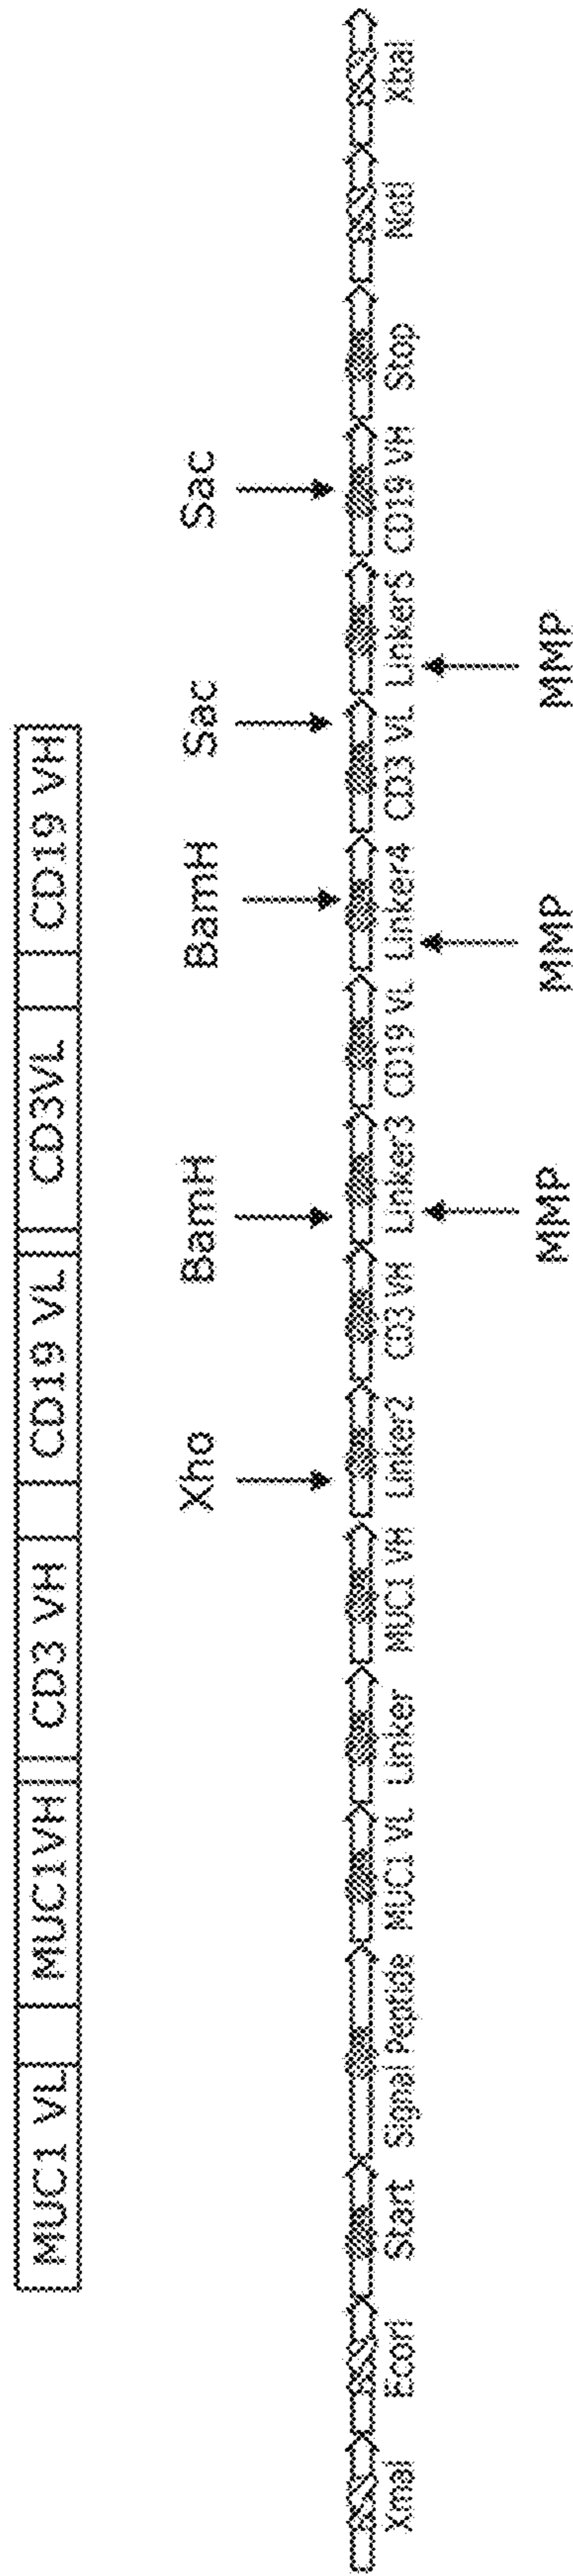 MUC1 VL MUC1VH CD3 VH CD19 VL CD3VL CD19 VH
Xho BamH BamH Sac Sac
XmaI EcorI Start Signal Peptide MUC1 VL Linker MUC1 VH Linker2 CD3 VH Linker3 CD19 VL Linker4 CD3 VL Linker5 CD19 VH Stop NotI XbaI
MMP MMP MMP